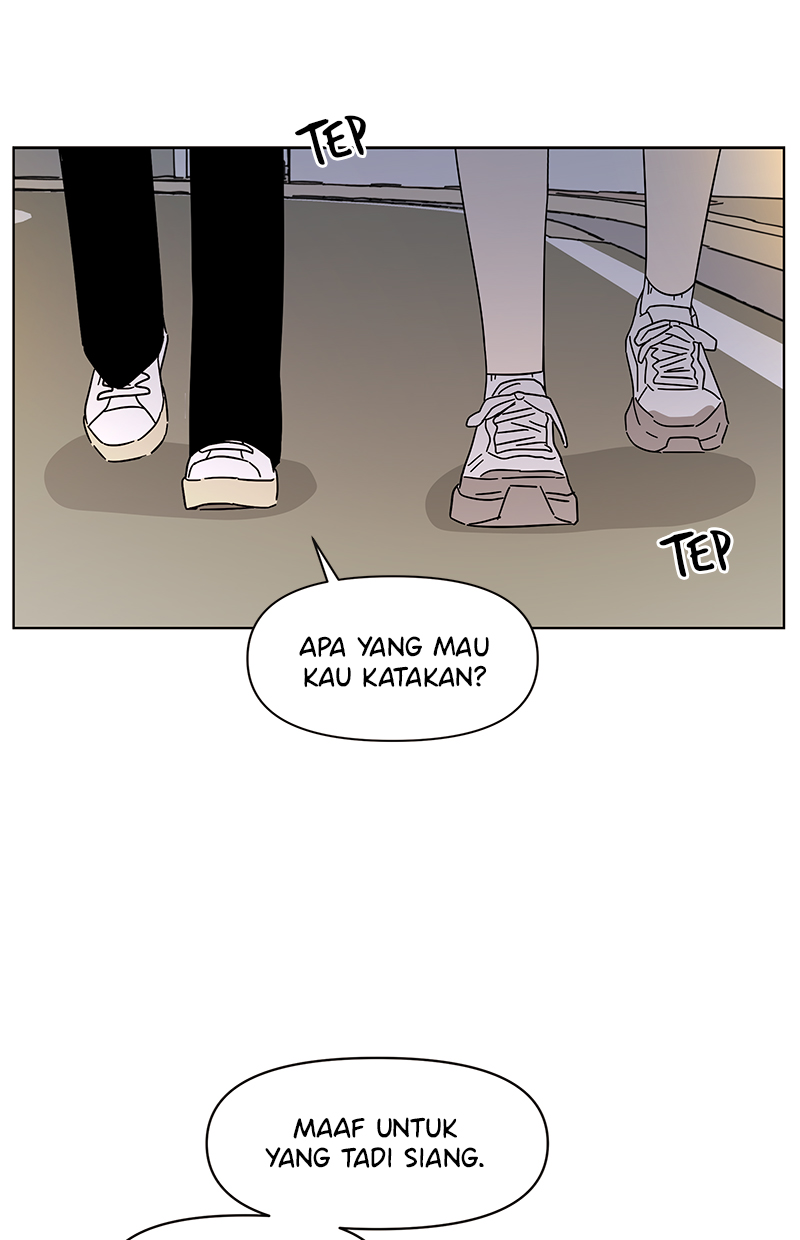 TEP
TEP
APA YANG MAU
KAU KATAKAN?
MAAF UNTUK
YANG TADI SIANG.